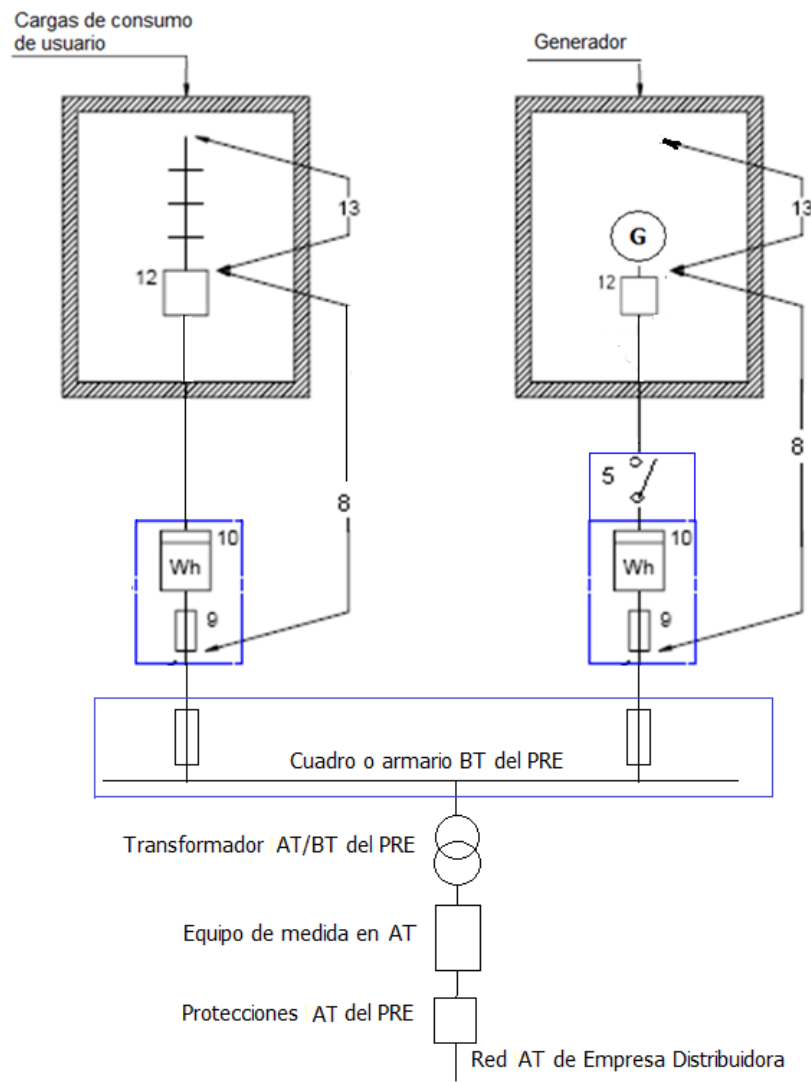 Cargas de consumo
de usuario
Generador
13
13
G
12
12
8
8
5
10
10
Wh
Wh
9
9
Cuadro o armario BT del PRE
Transformador AT/BT del PRE
Equipo de medida en AT
Protecciones AT del PRE
Red AT de Empresa Distribuidora